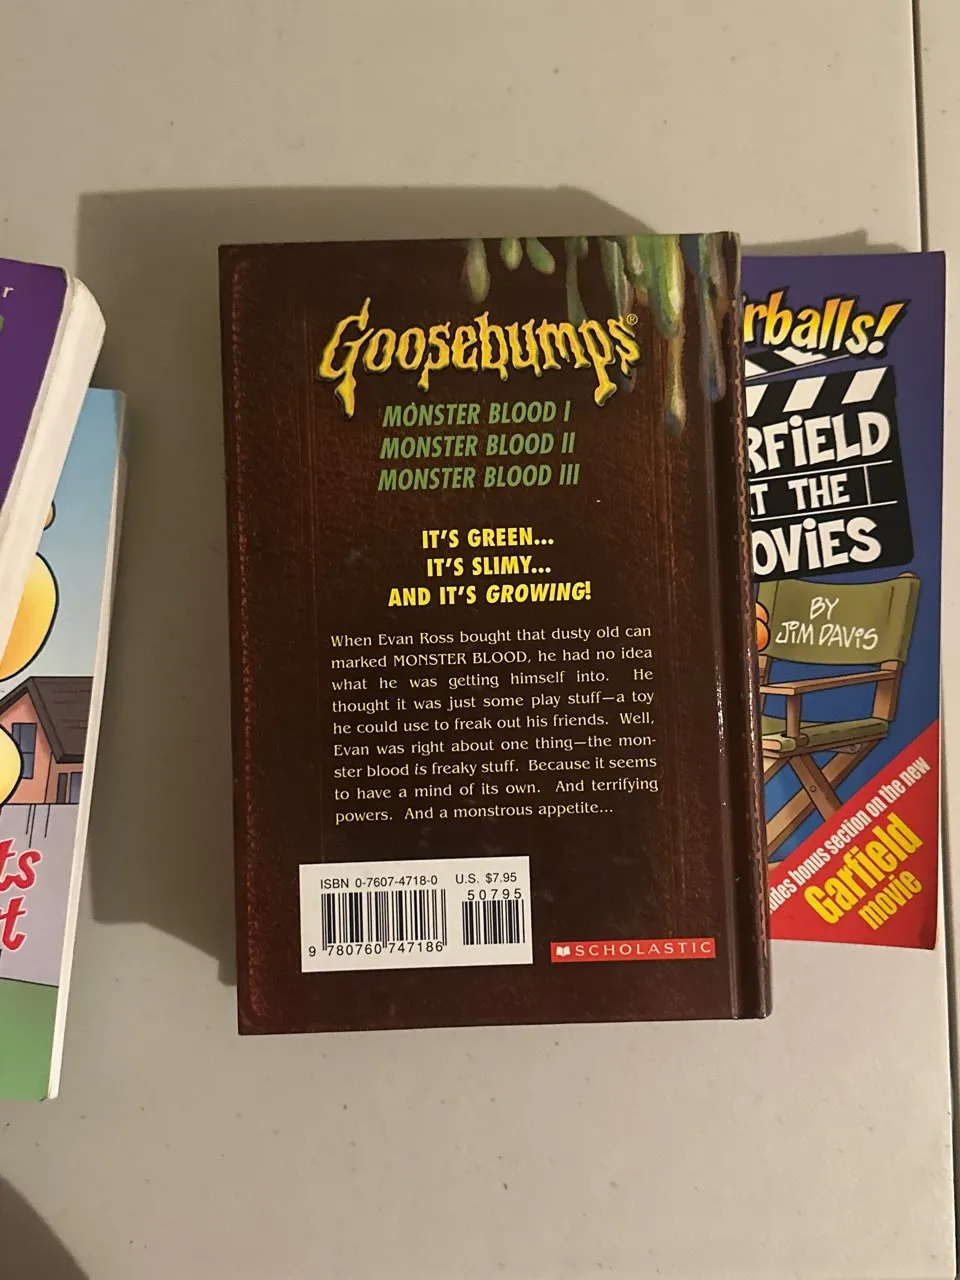 r
Goosebumps®
MONSTER BLOOD I
MONSTER BLOOD II
MONSTER BLOOD III
IT'S GREEN...
IT'S SLIMY...
AND IT'S GROWING!
When Evan Ross bought that dusty old can
marked MONSTER BLOOD, he had no idea
what he was getting himself into. He
thought it was just some play stuff—a toy
he could use to freak out his friends. Well,
Evan was right about one thing—the mon-
ster blood is freaky stuff. Because it seems
to have a mind of its own. And terrifying
powers. And a monstrous appetite...
ISBN 0-7607-4718-0 U.S. $7.95
50795
9 780760 747186
SCHOLASTIC
ts
t
rballs!
RFIELD
T THE
OVIES
BY
JIM DAVIS
des bonus section on the new
Garfield
movie